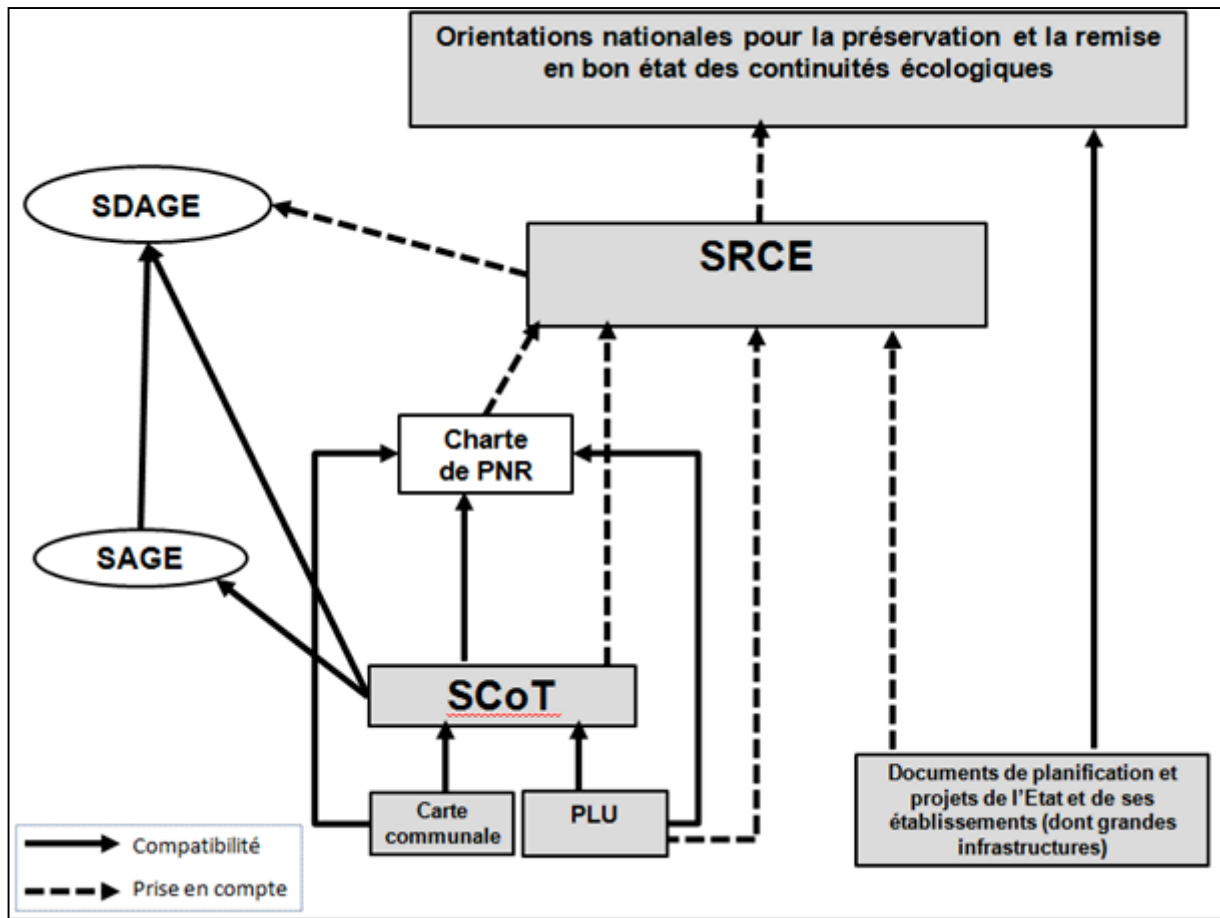 Orientations nationales pour la préservation et la remise
en bon état des continuités écologiques
SDAGE
SRCE
Charte
de PNR
SAGE
SCoT
Carte
communale
PLU
Documents de planification et
projets de l'Etat et de ses
établissements (dont grandes
infrastructures)
Compatibilité
Prise en compte